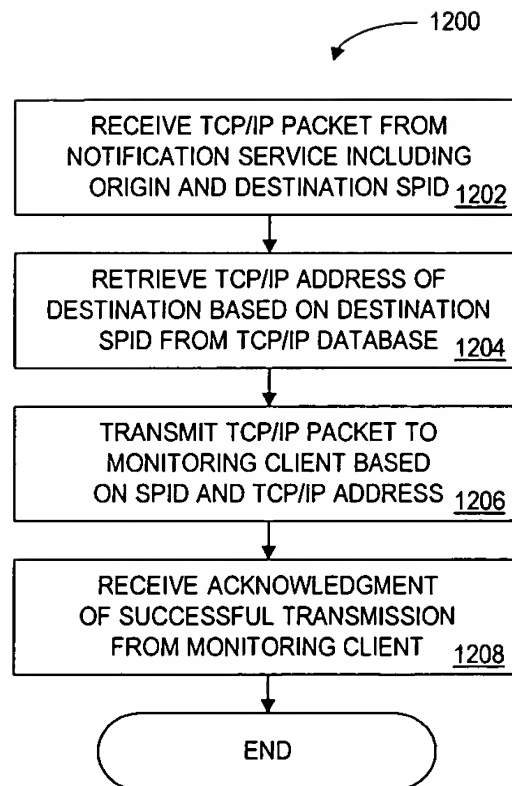 1200
RECEIVE TCP/IP PACKET FROM
NOTIFICATION SERVICE INCLUDING
ORIGIN AND DESTINATION SPID 1202
RETRIEVE TCP/IP ADDRESS OF
DESTINATION BASED ON DESTINATION
SPID FROM TCP/IP DATABASE 1204
TRANSMIT TCP/IP PACKET TO
MONITORING CLIENT BASED
ON SPID AND TCP/IP ADDRESS 1206
RECEIVE ACKNOWLEDGMENT
OF SUCCESSFUL TRANSMISSION
FROM MONITORING CLIENT 1208
END